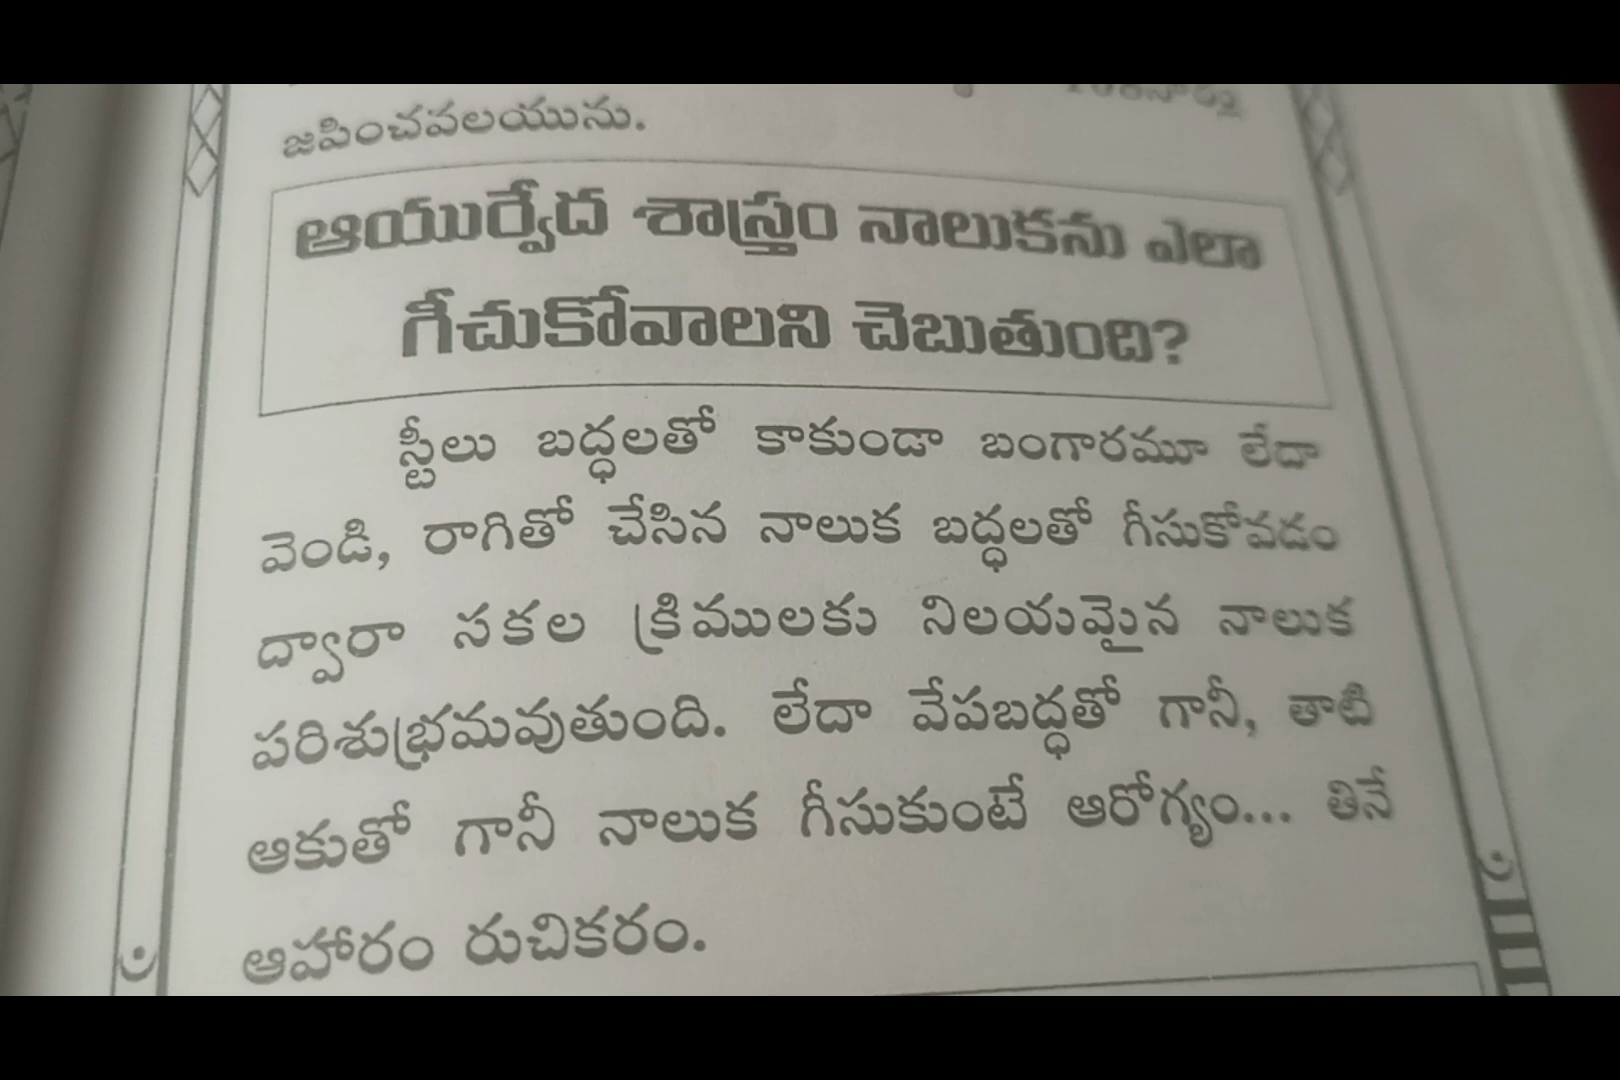 జపించవలయును.
ఆయుర్వేద శాస్త్రం నాలుకను ఎలా
గీచుకోవాలని చెబుతుంది?
స్టీలు బద్ధలతో కాకుండా బంగారమూ లేదా
వెండి, రాగితో చేసిన నాలుక బద్ధలతో గీసుకోవడం
ద్వారా సకల క్రిములకు నిలయమైన నాలుక
పరిశుభ్రమవుతుంది. లేదా వేపబద్ధతో గానీ, తాటి
ఆకుతో గానీ నాలుక గీసుకుంటే ఆరోగ్యం... తినే
ఆహారం రుచికరం.